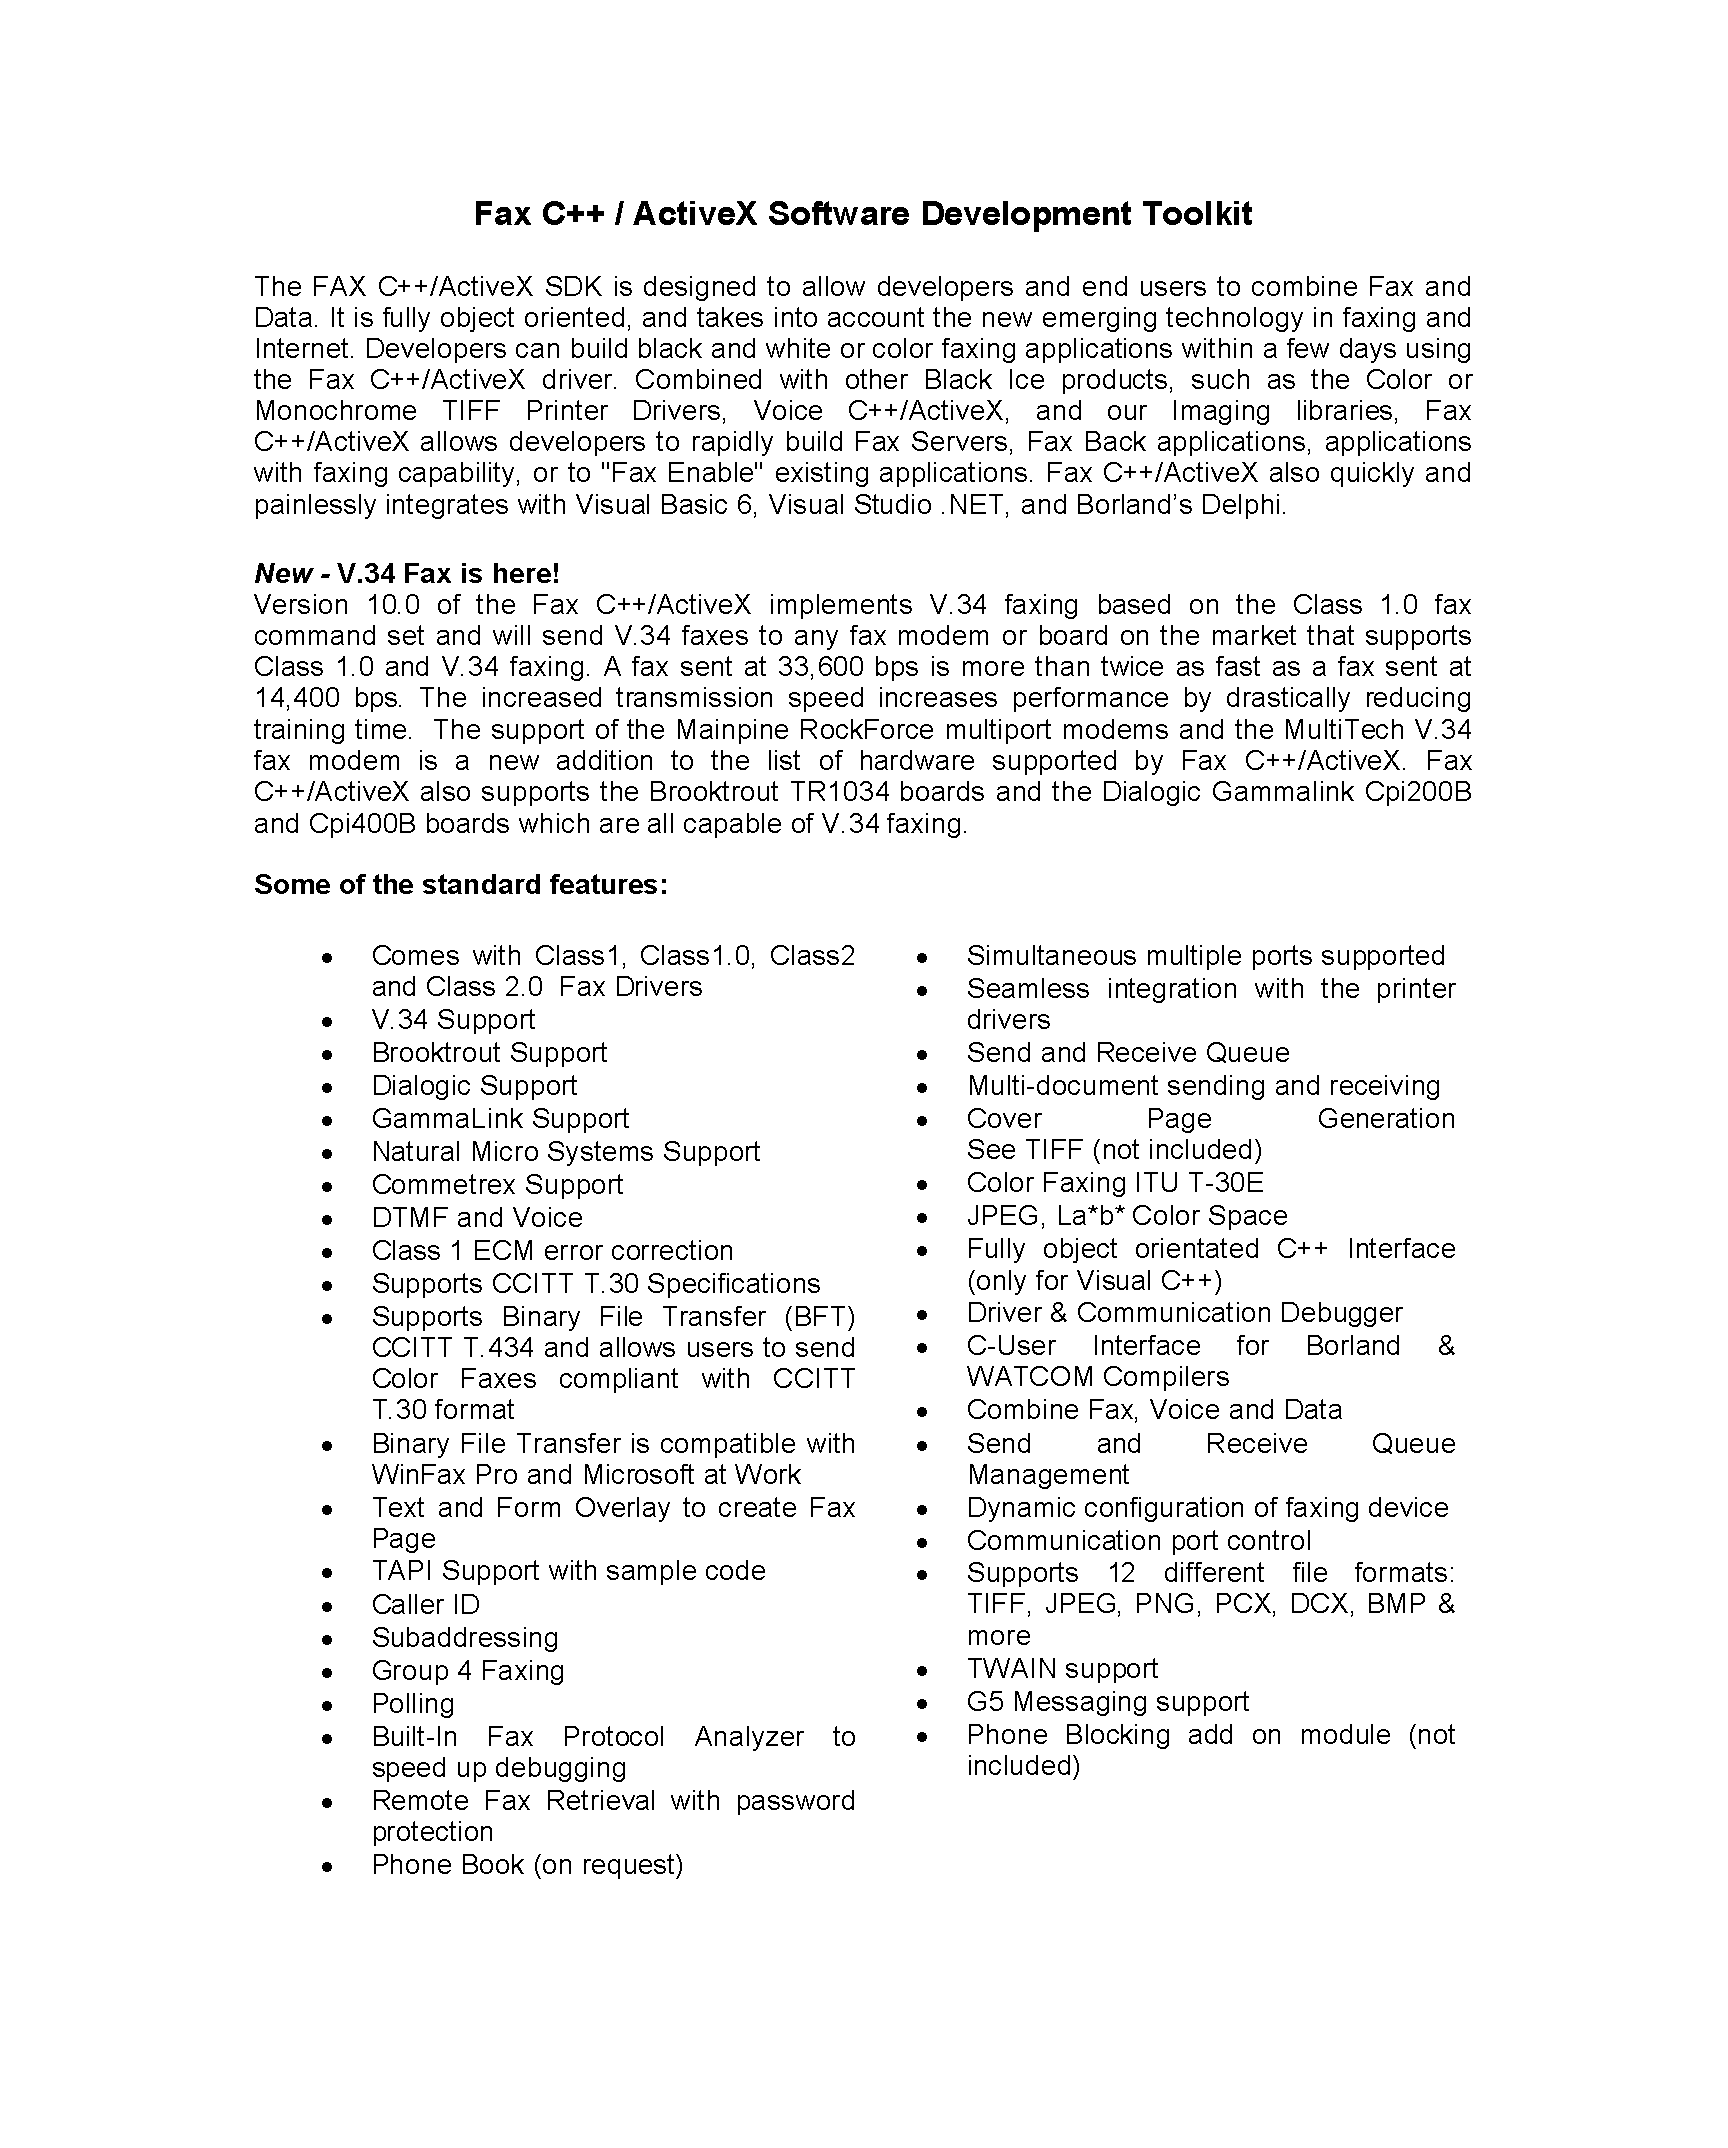 Fax C++ / ActiveX Software Development Toolkit
The FAX C++/ActiveX SDK is designed to allow developers and end users to combine Fax and
Data. It is fully object oriented, and takes into account the new emerging technology in faxing and
Internet. Developers can build black and white or color faxing applications within a few days using
the Fax C++/ActiveX driver. Combined with other Black Ice products, such as the Color or
Monochrome TIFF Printer Drivers, Voice C++/ActiveX, and our Imaging libraries, Fax
C++/ActiveX allows developers to rapidly build Fax Servers, Fax Back applications, applications
with faxing capability, or to "Fax Enable" existing applications. Fax C++/ActiveX also quickly and
painlessly integrates with Visual Basic 6, Visual Studio .NET, and Borland’s Delphi.
New - V.34 Fax is here!
Version 10.0 of the Fax C++/ActiveX implements V.34 faxing based on the Class 1.0 fax
command set and will send V.34 faxes to any fax modem or board on the market that supports
Class 1.0 and V.34 faxing. A fax sent at 33,600 bps is more than twice as fast as a fax sent at
14,400 bps. The increased transmission speed increases performance by drastically reducing
training time. The support of the Mainpine RockForce multiport modems and the MultiTech V.34
fax modem is a new addition to the list of hardware supported by Fax C++/ActiveX. Fax
C++/ActiveX also supports the Brooktrout TR1034 boards and the Dialogic Gammalink Cpi200B
and Cpi400B boards which are all capable of V.34 faxing.
Some of the standard features:
• Comes with Class1, Class1.0, Class2
and Class 2.0 Fax Drivers
• V.34 Support
• Brooktrout Support
• Dialogic Support
• GammaLink Support
• Natural Micro Systems Support
• Commetrex Support
• DTMF and Voice
• Class 1 ECM error correction
• Supports CCITT T.30 Specifications
• Supports Binary File Transfer (BFT)
CCITT T.434 and allows users to send
Color Faxes compliant with CCITT
T.30 format
• Binary File Transfer is compatible with
WinFax Pro and Microsoft at Work
• Text and Form Overlay to create Fax
Page
• TAPI Support with sample code
• Caller ID
• Subaddressing
• Group 4 Faxing
• Polling
• Built-In Fax Protocol Analyzer to
speed up debugging
• Remote Fax Retrieval with password
protection
• Phone Book (on request)
• Simultaneous multiple ports supported
• Seamless integration with the printer
drivers
• Send and Receive Queue
• Multi-document sending and receiving
• Cover Page Generation
See TIFF (not included)
• Color Faxing ITU T-30E
• JPEG, La*b* Color Space
• Fully object orientated C++ Interface
(only for Visual C++)
• Driver & Communication Debugger
• C-User Interface for Borland &
WATCOM Compilers
• Combine Fax, Voice and Data
• Send and Receive Queue
Management
• Dynamic configuration of faxing device
• Communication port control
• Supports 12 different file formats:
TIFF, JPEG, PNG, PCX, DCX, BMP &
more
• TWAIN support
• G5 Messaging support
• Phone Blocking add on module (not
included)